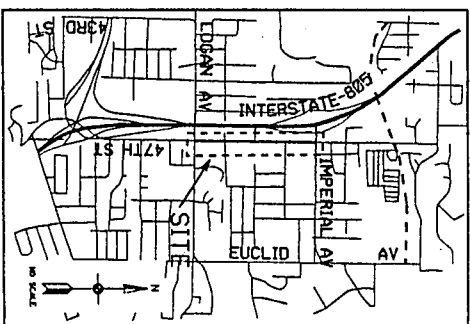 43RD ST
LOGAN AV
INTERSTATE-805
47TH ST
IMPERIAL AV
SITE
EUCLID AV
NO SCALE
N